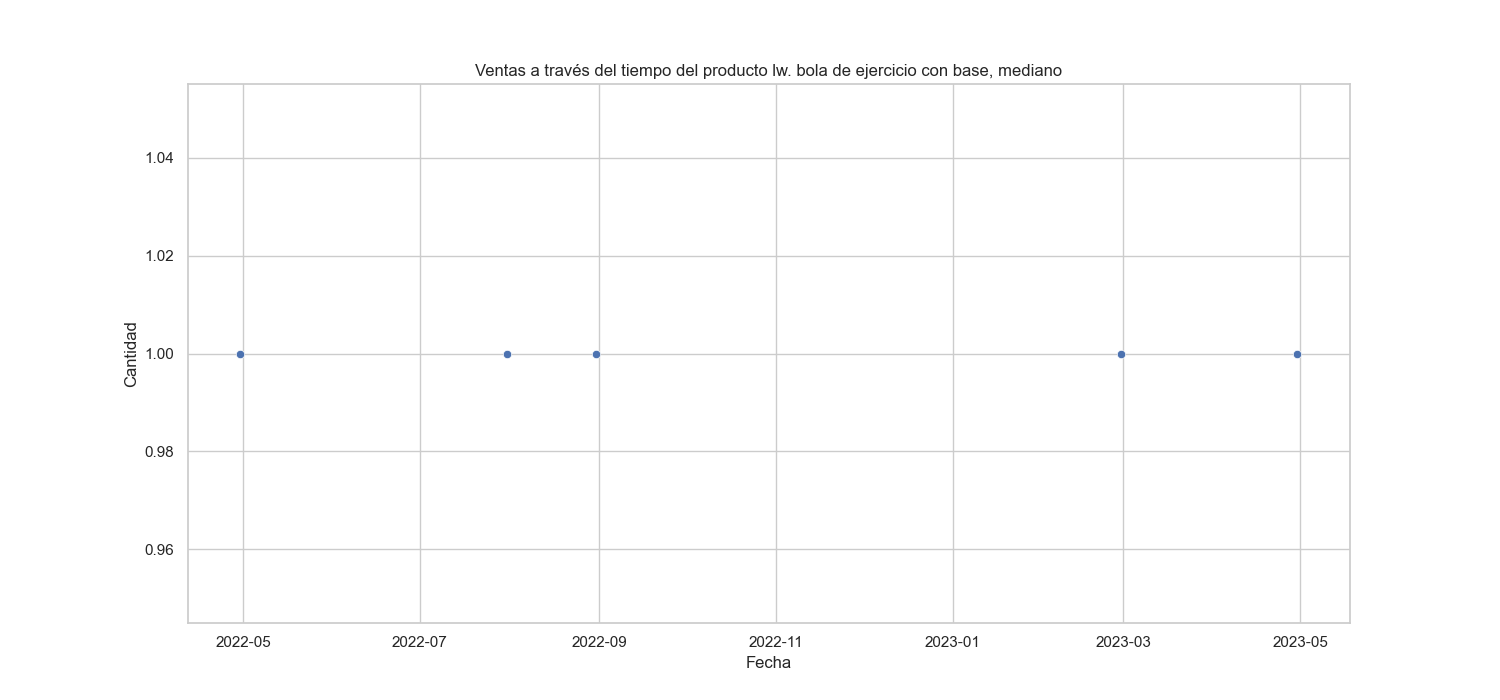 Ventas a través del tiempo del producto lw. bola de ejercicio con base, mediano
1.04
1.02
1.00
0.98
0.96
Cantidad
2022-05 2022-07 2022-09 2022-11 2023-01 2023-03 2023-05
Fecha